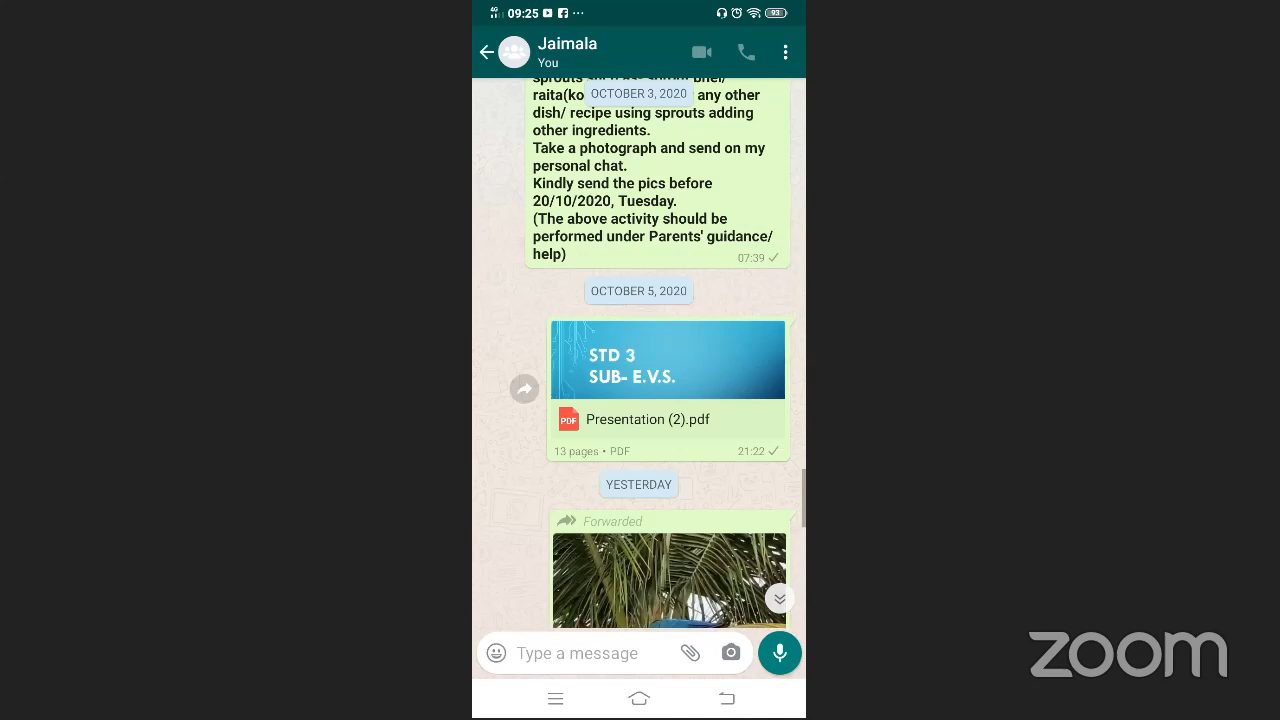 4G 09:25 ... 93
Jaimala
You
OCTOBER 3, 2020
raita(ko any other
dish/ recipe using sprouts adding
other ingredients.
Take a photograph and send on my
personal chat.
Kindly send the pics before
20/10/2020, Tuesday.
(The above activity should be
performed under Parents' guidance/
help)
07:39
OCTOBER 5, 2020
STD 3
SUB- E.V.S.
PDF Presentation (2).pdf
13 pages • PDF 21:22
YESTERDAY
Forwarded
Type a message
zoom